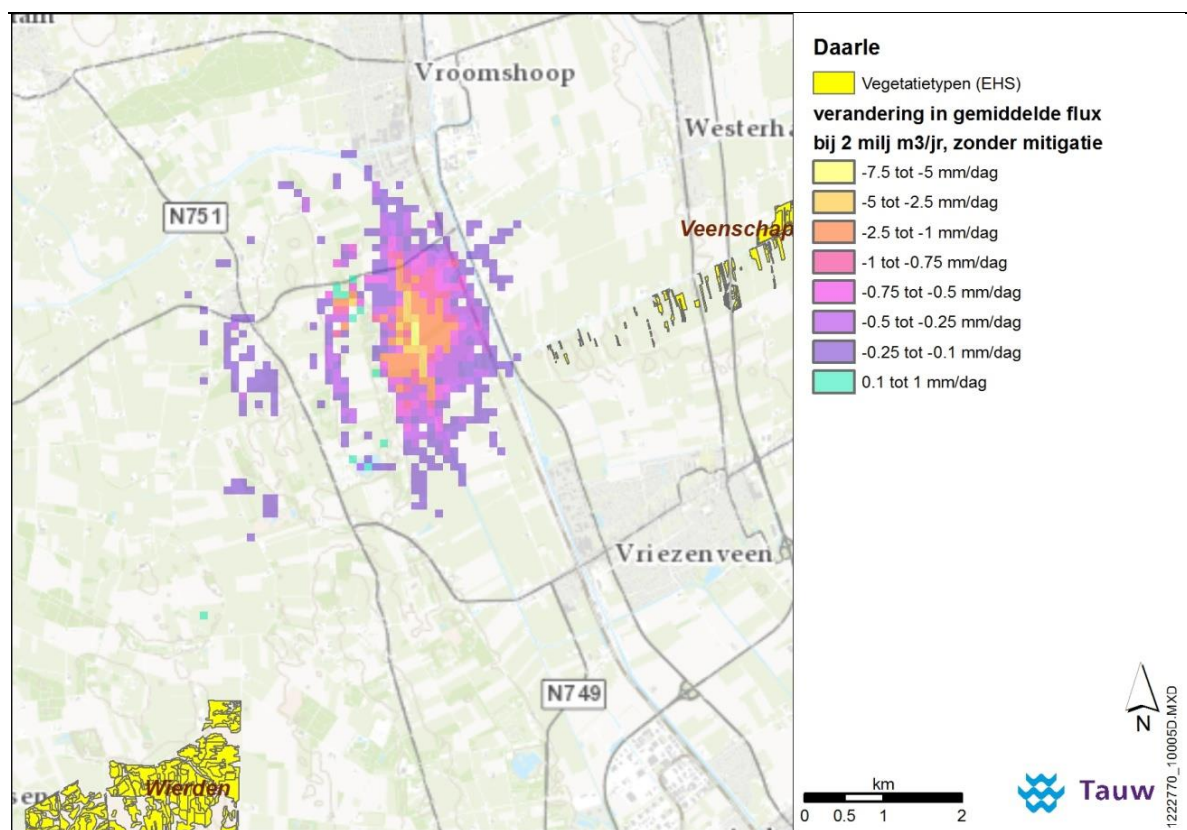 am
Vroomshoop
Westerha
N751
Veenschap
Vriezenveen
N749
Wierden
sen
Daarle
Vegetatietypen (EHS)
verandering in gemiddelde flux
bij 2 milj m3/jr, zonder mitigatie
-7.5 tot -5 mm/dag
-5 tot -2.5 mm/dag
-2.5 tot -1 mm/dag
-1 tot -0.75 mm/dag
-0.75 tot -0.5 mm/dag
-0.5 tot -0.25 mm/dag
-0.25 tot -0.1 mm/dag
0.1 tot 1 mm/dag
N
km
0 0.5 1 2
Tauw
1222770_10005D.MXD